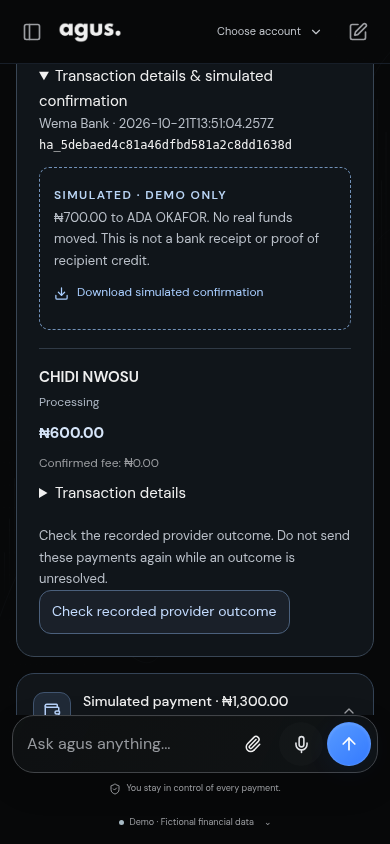 agus.
Choose account
▼ Transaction details & simulated
confirmation
Wema Bank · 2026-10-21T13:51:04.257Z
ha_5debaed4c81a46dfbd581a2c8dd1638d
SIMULATED · DEMO ONLY
₦700.00 to ADA OKAFOR. No real funds
moved. This is not a bank receipt or proof of
recipient credit.
Download simulated confirmation
CHIDI NWOSU
Processing
₦600.00
Confirmed fee: ₦0.00
▶ Transaction details
Check the recorded provider outcome. Do not send
these payments again while an outcome is
unresolved.
Check recorded provider outcome
Simulated payment · ₦1,300.00
Ask agus anything...
You stay in control of every payment.
Demo · Fictional financial data